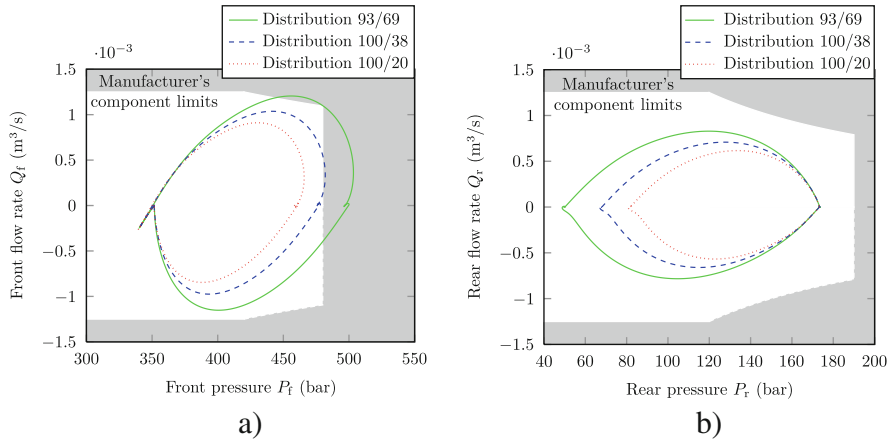 Distribution 93/69
Distribution 100/38
Distribution 100/20
·10−3
Manufacturer's
component limits
1.5
1
0.5
0
−0.5
−1
−1.5
300 350 400 450 500 550
Front flow rate Qf (m3/s)
Front pressure Pf (bar)
a)
Distribution 93/69
Distribution 100/38
Distribution 100/20
·10−3
Manufacturer's
component limits
1.5
1
0.5
0
−0.5
−1
−1.5
40 60 80 100 120 140 160 180 200
Rear flow rate Qr (m3/s)
Rear pressure Pr (bar)
b)